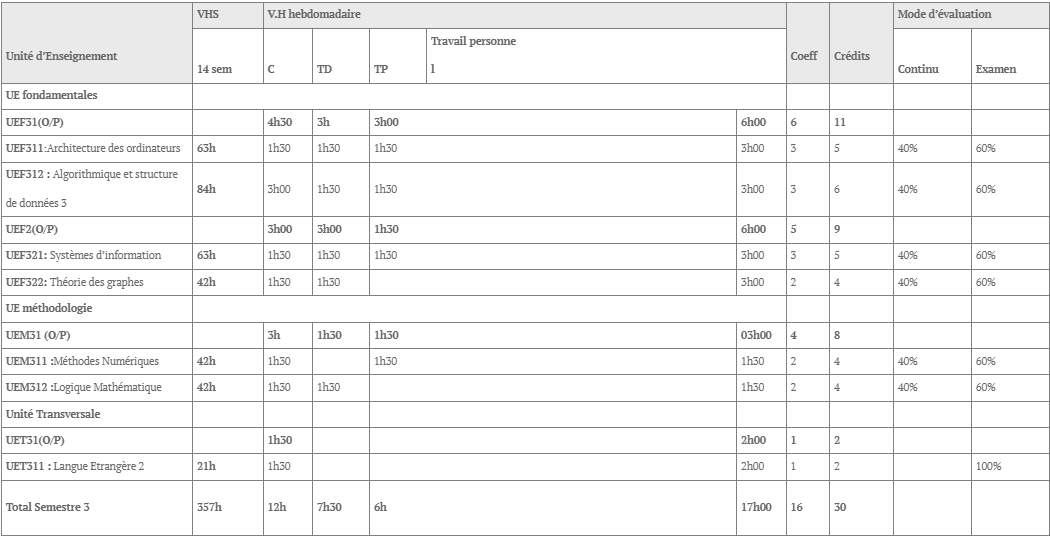 Unité d’Enseignement VHS V.H hebdomadaire Coeff Crédits Mode d’évaluation
14 sem C TD TP Travail personne
l Continu Examen
UE fondamentales
UEF31(O/P) 4h30 3h 3h00 6h00 6 11
UEF311:Architecture des ordinateurs 63h 1h30 1h30 1h30 3h00 3 5 40% 60%
UEF312 : Algorithmique et structure
de données 3 84h 3h00 1h30 1h30 3h00 3 6 40% 60%
UEF2(O/P) 3h00 3h00 1h30 6h00 5 9
UEF321: Systèmes d’information 63h 1h30 1h30 1h30 3h00 3 5 40% 60%
UEF322: Théorie des graphes 42h 1h30 1h30 3h00 2 4 40% 60%
UE méthodologie
UEM31 (O/P) 3h 1h30 1h30 03h00 4 8
UEM311 :Méthodes Numériques 42h 1h30 1h30 1h30 2 4 40% 60%
UEM312 :Logique Mathématique 42h 1h30 1h30 1h30 2 4 40% 60%
Unité Transversale
UET31(O/P) 1h30 2h00 1 2
UET311 : Langue Etrangère 2 21h 1h30 2h00 1 2 100%
Total Semestre 3 357h 12h 7h30 6h 17h00 16 30